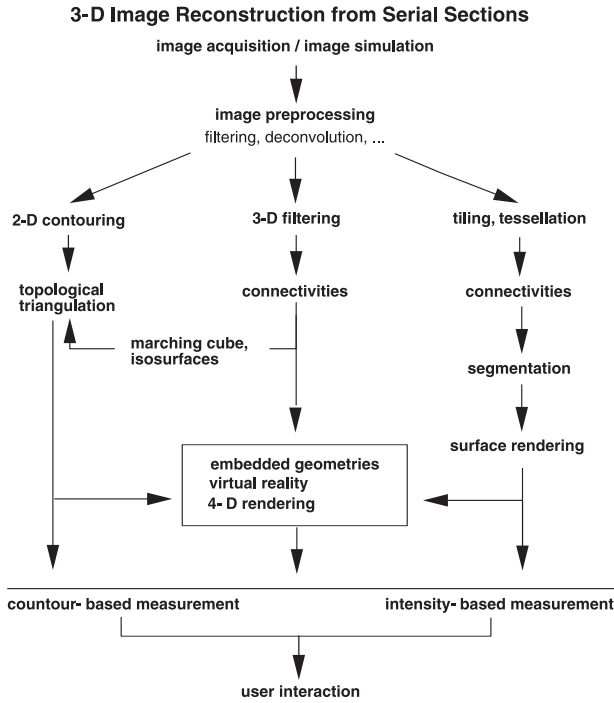 3-D Image Reconstruction from Serial Sections
image acquisition / image simulation
image preprocessing
filtering, deconvolution, ...
2-D contouring
3-D filtering
tiling, tessellation
topological
triangulation
connectivities
connectivities
marching cube,
isosurfaces
segmentation
surface rendering
embedded geometries
virtual reality
4- D rendering
countour- based measurement
intensity- based measurement
user interaction